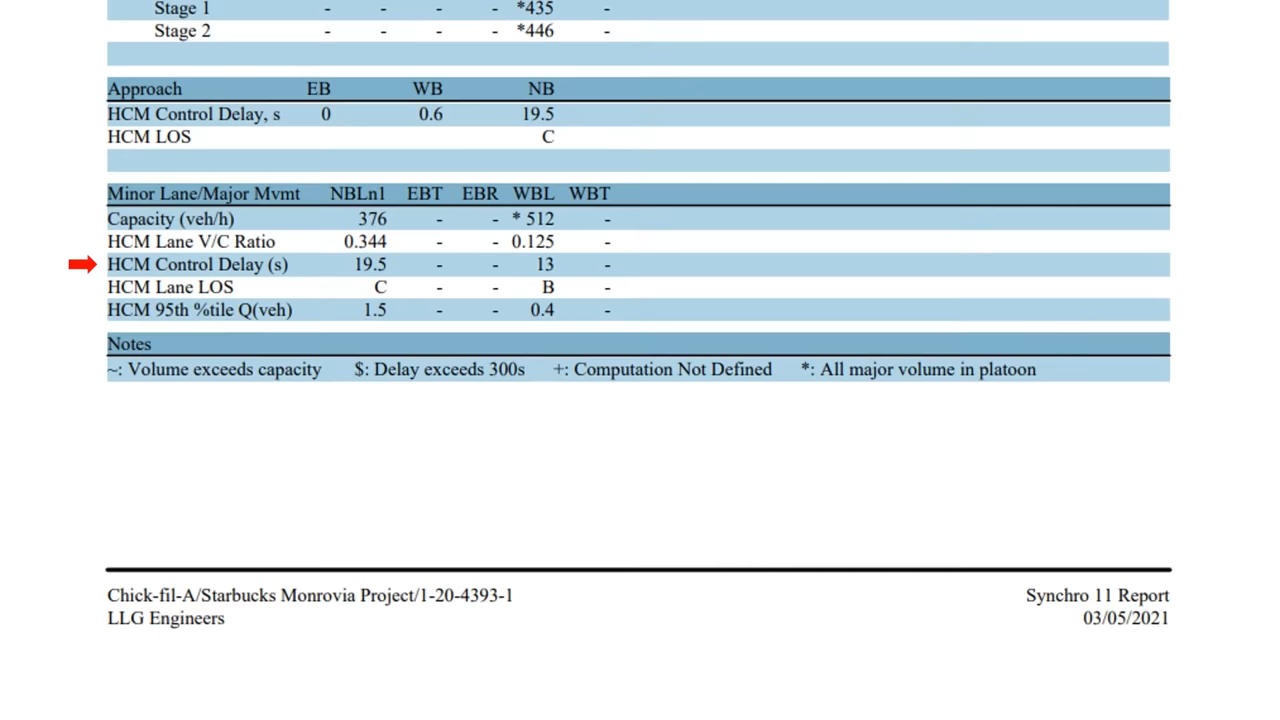 Stage 1 - - - - *435 -
Stage 2 - - - - *446 -
Approach EB WB NB
HCM Control Delay, s 0 0.6 19.5
HCM LOS C
Minor Lane/Major Mvmt NBLn1 EBT EBR WBL WBT
Capacity (veh/h) 376 - - * 512 -
HCM Lane V/C Ratio 0.344 - - 0.125 -
HCM Control Delay (s) 19.5 - - 13 -
HCM Lane LOS C - - B -
HCM 95th %tile Q(veh) 1.5 - - 0.4 -
Notes
~: Volume exceeds capacity $: Delay exceeds 300s +: Computation Not Defined *: All major volume in platoon
Chick-fil-A/Starbucks Monrovia Project/1-20-4393-1 Synchro 11 Report
LLG Engineers 03/05/2021